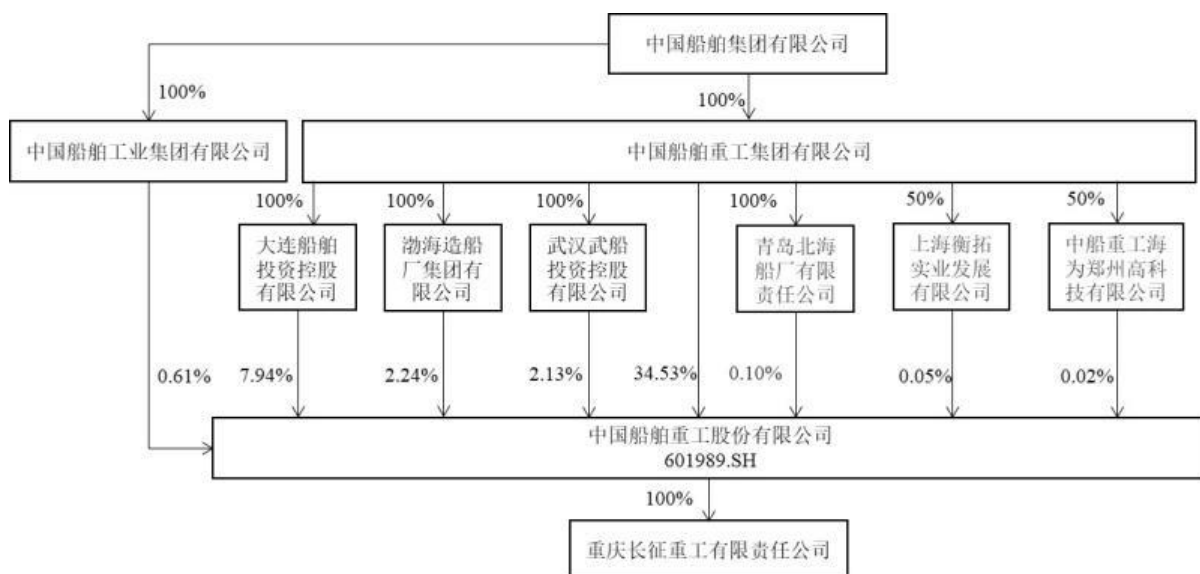 中国船舶集团有限公司
100%
100%
中国船舶工业集团有限公司
中国船舶重工集团有限公司
100%
100%
100%
100%
50%
50%
大连船舶
投资控股
有限公司
渤海造船
厂集团有
限公司
武汉武船
投资控股
有限公司
青岛北海
船厂有限
责任公司
上海衡拓
实业发展
有限公司
中船重工海
为郑州高科
技有限公司
0.61%
7.94%
2.24%
2.13%
34.53%
0.10%
0.05%
0.02%
中国船舶重工股份有限公司
601989.SH
100%
重庆长征重工有限责任公司